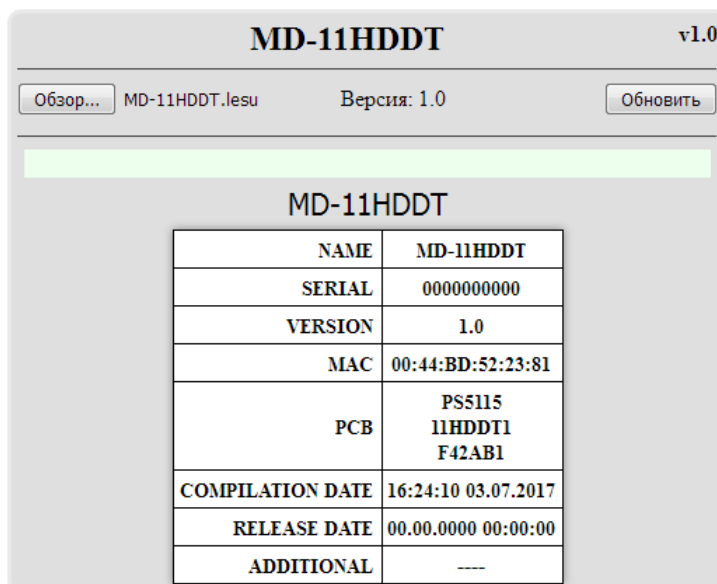 MD-11HDDT v1.0
Обзор... MD-11HDDT.lesu Версия: 1.0 Обновить
MD-11HDDT
NAME MD-11HDDT
SERIAL 0000000000
VERSION 1.0
MAC 00:44:BD:52:23:81
PCB PS5115
11HDDT1
F42AB1
COMPILATION DATE 16:24:10 03.07.2017
RELEASE DATE 00.00.0000 00:00:00
ADDITIONAL ----